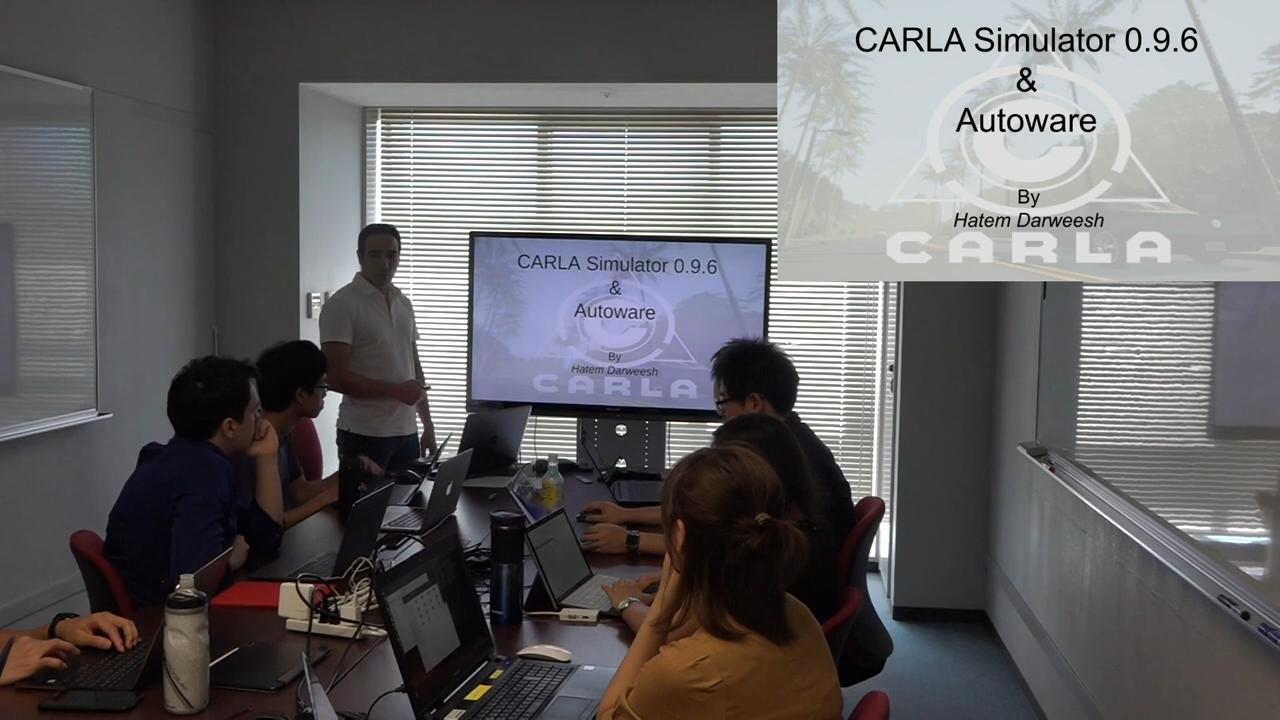 CARLA Simulator 0.9.6
&
Autoware
By
Hatem Darweesh
CARLA
CARLA Simulator 0.9.6
&
Autoware
By
Hatem Darweesh
CARLA